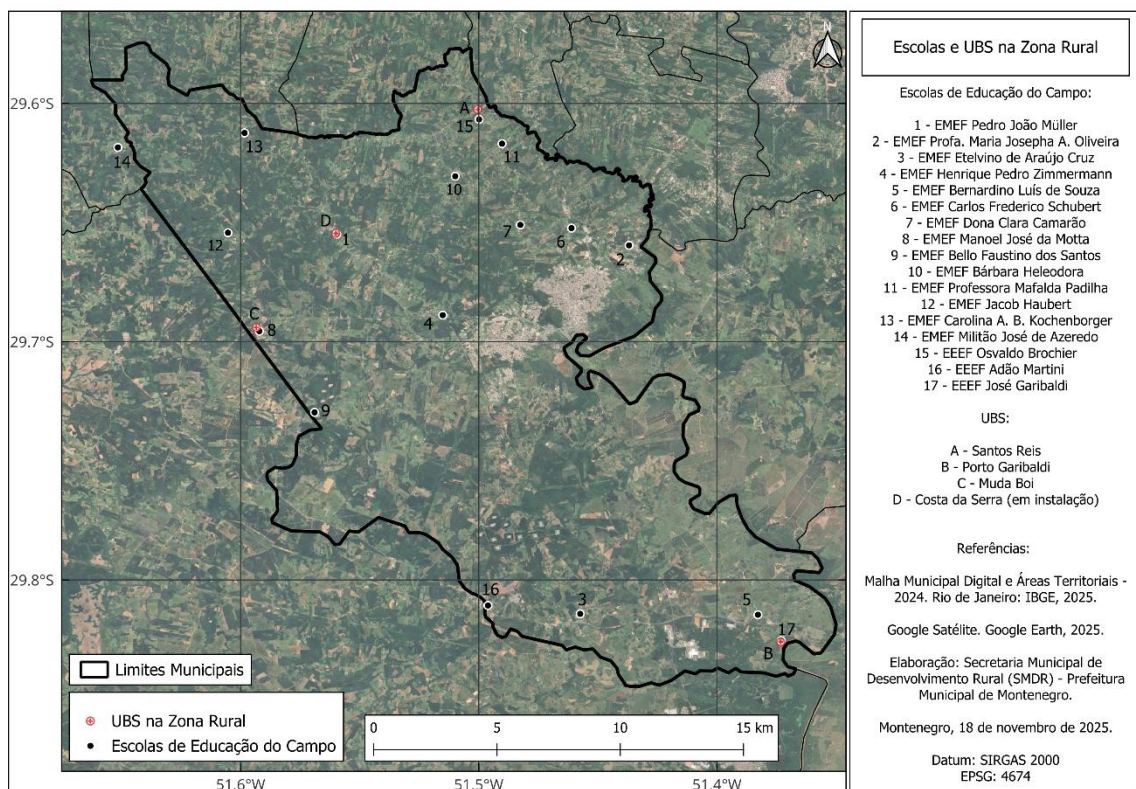 Escolas e UBS na Zona Rural
Escolas de Educação do Campo:
1 - EMEF Pedro João Müller
2 - EMEF Profa. Maria Josepha A. Oliveira
3 - EMEF Etelvino de Araújo Cruz
4 - EMEF Henrique Pedro Zimmermann
5 - EMEF Bernardino Luís de Souza
6 - EMEF Carlos Frederico Schubert
7 - EMEF Dona Clara Camarão
8 - EMEF Manoel José da Motta
9 - EMEF Bello Faustino dos Santos
10 - EMEF Bárbara Heleodora
11 - EMEF Professora Mafalda Padilha
12 - EMEF Jacob Haubert
13 - EMEF Carolina A. B. Kochenborger
14 - EMEF Militão José de Azeredo
15 - EEEF Osvaldo Brochier
16 - EEEF Adão Martini
17 - EEEF José Garibaldi
UBS:
A - Santos Reis
B - Porto Garibaldi
C - Muda Boi
D - Costa da Serra (em instalação)
Referências:
Malha Municipal Digital e Áreas Territoriais -
2024. Rio de Janeiro: IBGE, 2025.
Google Satélite. Google Earth, 2025.
Elaboração: Secretaria Municipal de
Desenvolvimento Rural (SMDR) - Prefeitura
Municipal de Montenegro.
Montenegro, 18 de novembro de 2025.
Datum: SIRGAS 2000
EPSG: 4674
N
29.6°S
29.7°S
29.8°S
51.6°W
51.5°W
51.4°W
A
15
13
11
14
10
D
1
12
7
6
2
C
8
4
9
16
3
5
17
B
Limites Municipais
UBS na Zona Rural
Escolas de Educação do Campo
0 5 10 15 km